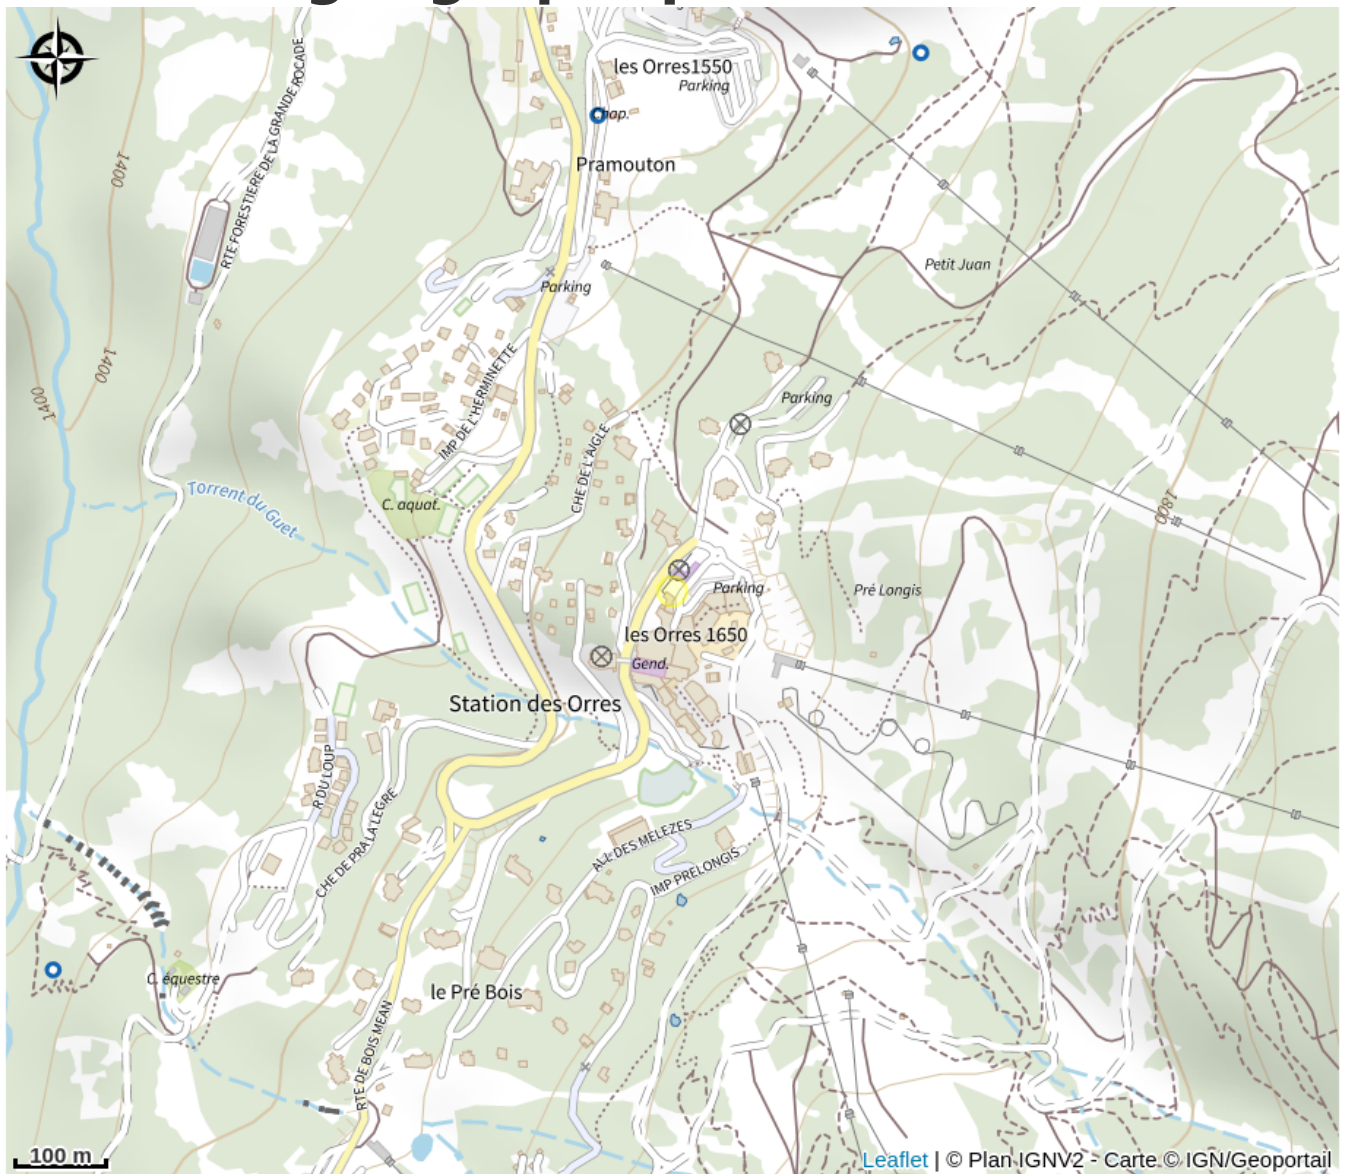 les Orres1550
Parking
Chap.
RTE FORESTIERE DE LA GRANDE ROCADE
1400
Pramouton
Petit Juan
Parking
1400
1400
IMP DE L'HERMINETTE
Parking
CHE DE L'AIGLE
Torrent du Guet
C. aquat.
1800
Parking
Pré Longis
les Orres 1650
Gend.
Station des Orres
R DU LOUP
CHE DE PRA LA LEGRE
ALL DES MELEZES
IMP PRELONGIS
C. équestre
le Pré Bois
RTE DE BOIS MEAN
100 m
Leaflet | © Plan IGNV2 - Carte © IGN/Geoportail